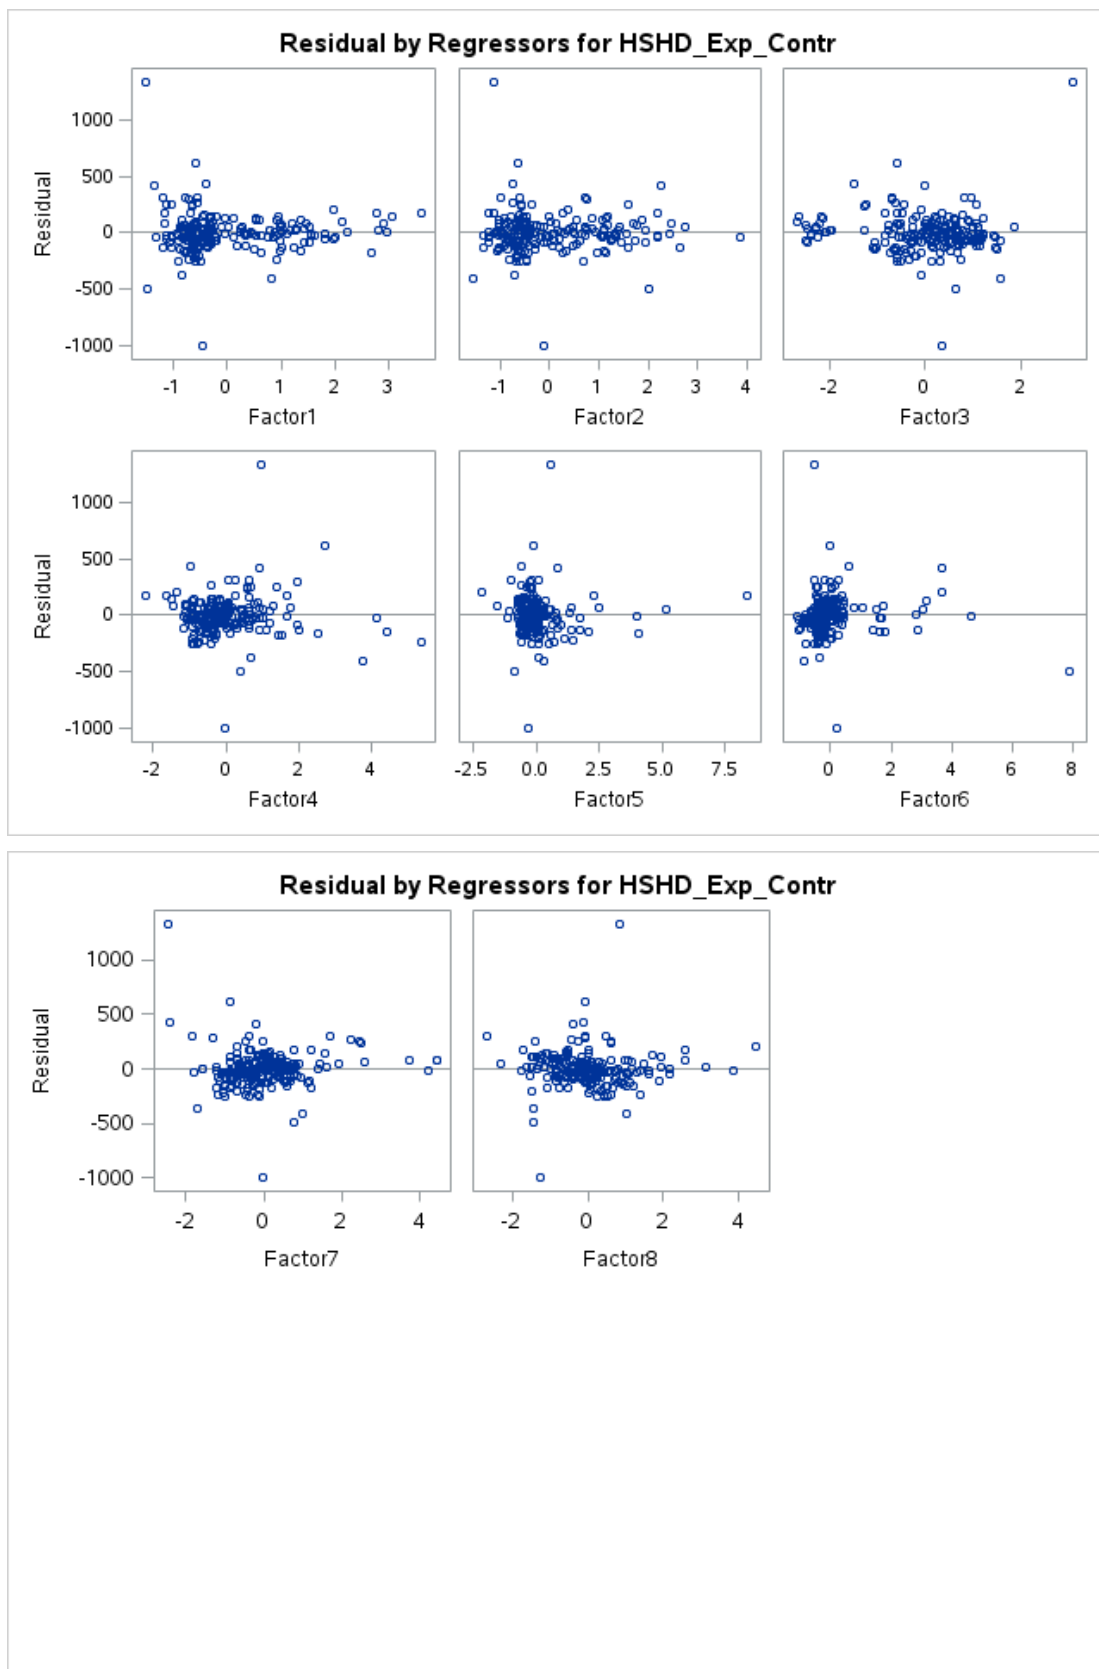 Residual by Regressors for HSHD_Exp_Contr
Residual
1000
500
0
-500
-1000
-1 0 1 2 3
Factor1
-1 0 1 2 3 4
Factor2
-2 0 2
Factor3
Residual
1000
500
0
-500
-1000
-2 0 2 4
Factor4
-2.5 0.0 2.5 5.0 7.5
Factor5
0 2 4 6 8
Factor6
Residual by Regressors for HSHD_Exp_Contr
Residual
1000
500
0
-500
-1000
-2 0 2 4
Factor7
-2 0 2 4
Factor8